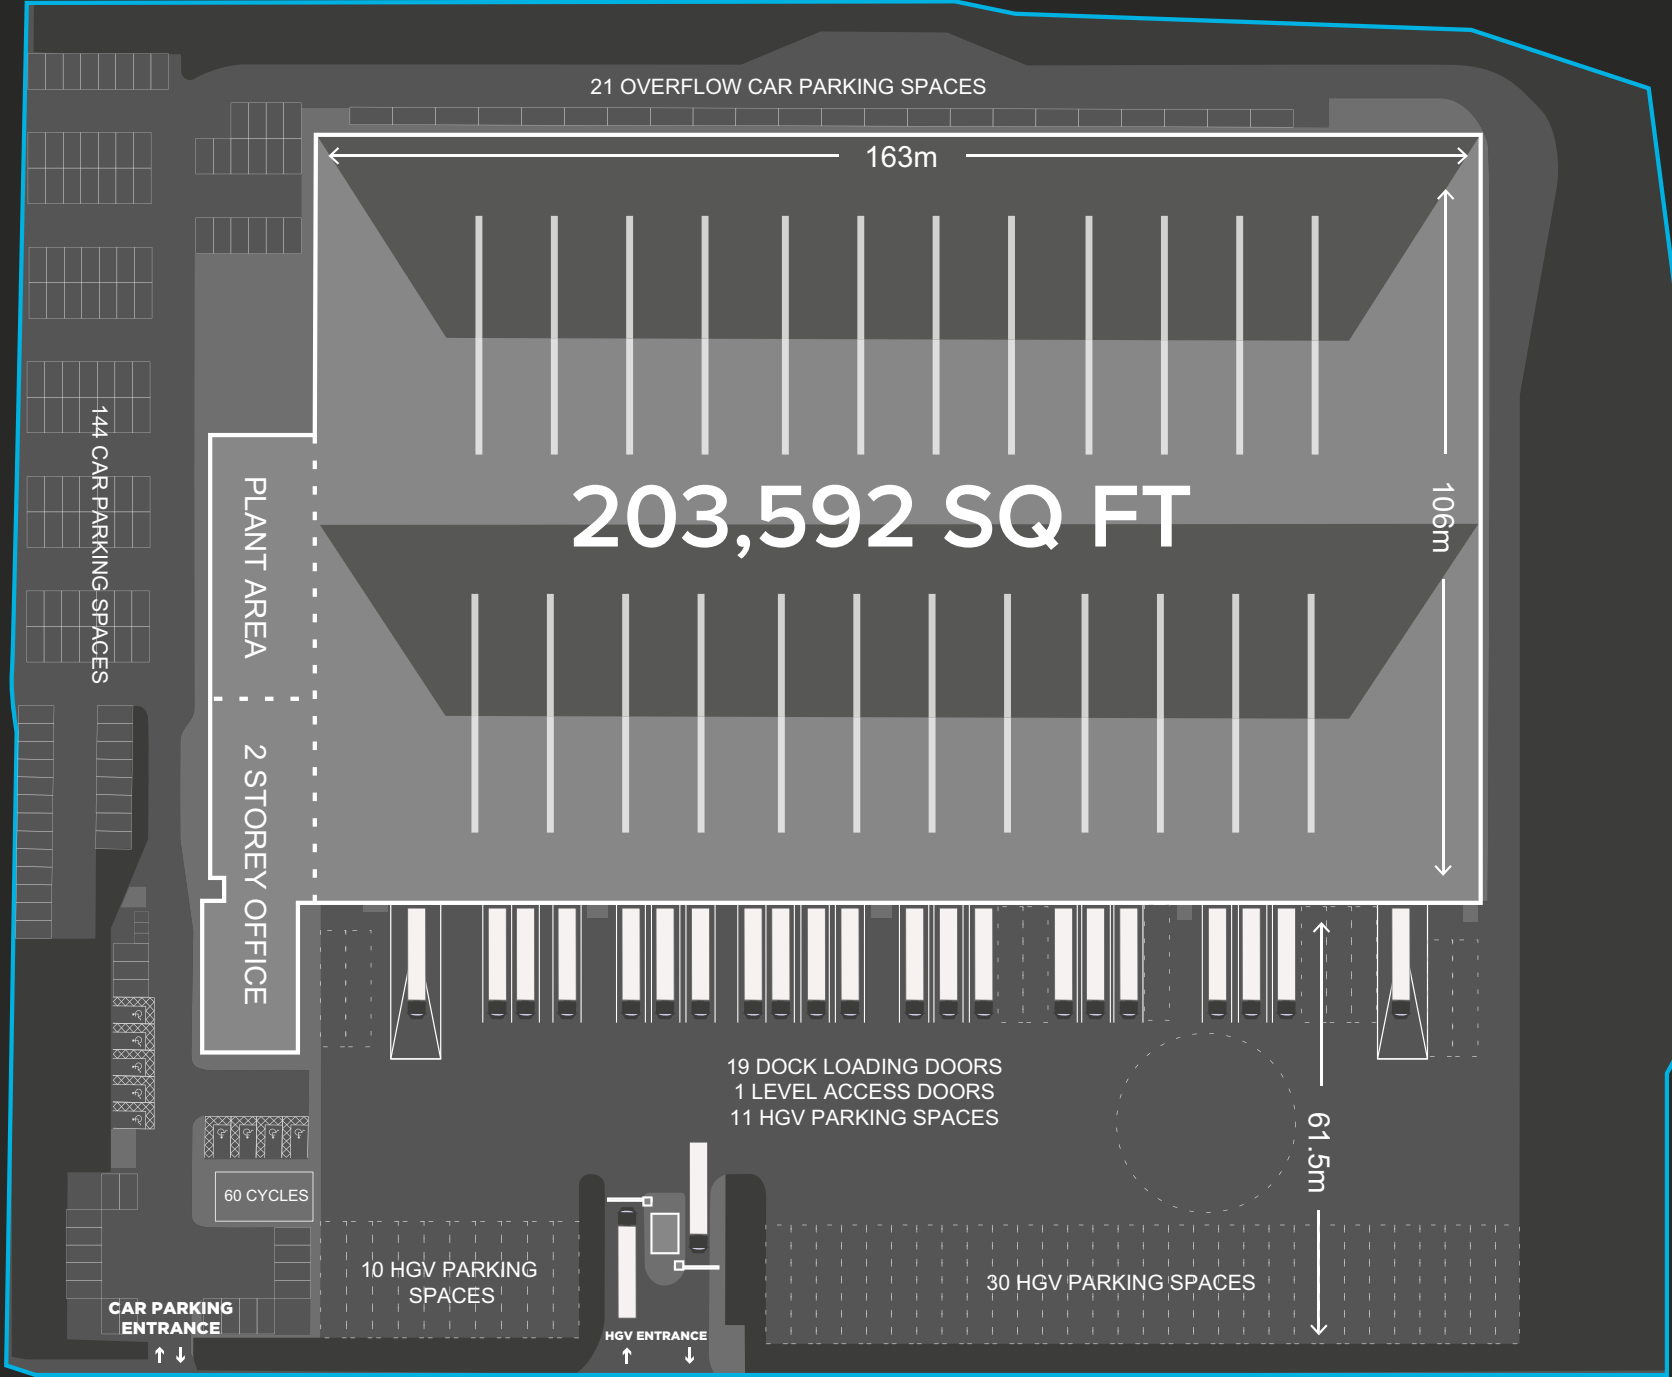 21 OVERFLOW CAR PARKING SPACES
163m
106m
203,592 SQ FT
144 CAR PARKING SPACES
PLANT AREA
2 STOREY OFFICE
19 DOCK LOADING DOORS
1 LEVEL ACCESS DOORS
11 HGV PARKING SPACES
61.5m
60 CYCLES
10 HGV PARKING
SPACES
30 HGV PARKING SPACES
CAR PARKING
ENTRANCE
HGV ENTRANCE